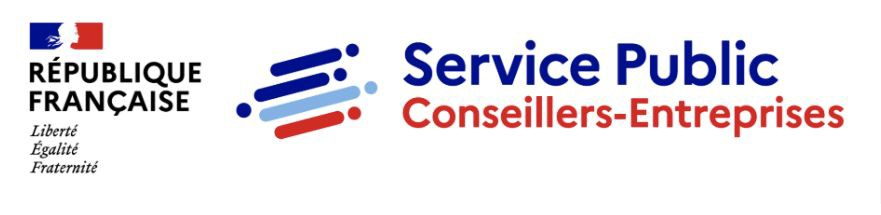 RÉPUBLIQUE
FRANÇAISE
Liberté
Égalité
Fraternité
Service Public
Conseillers-Entreprises